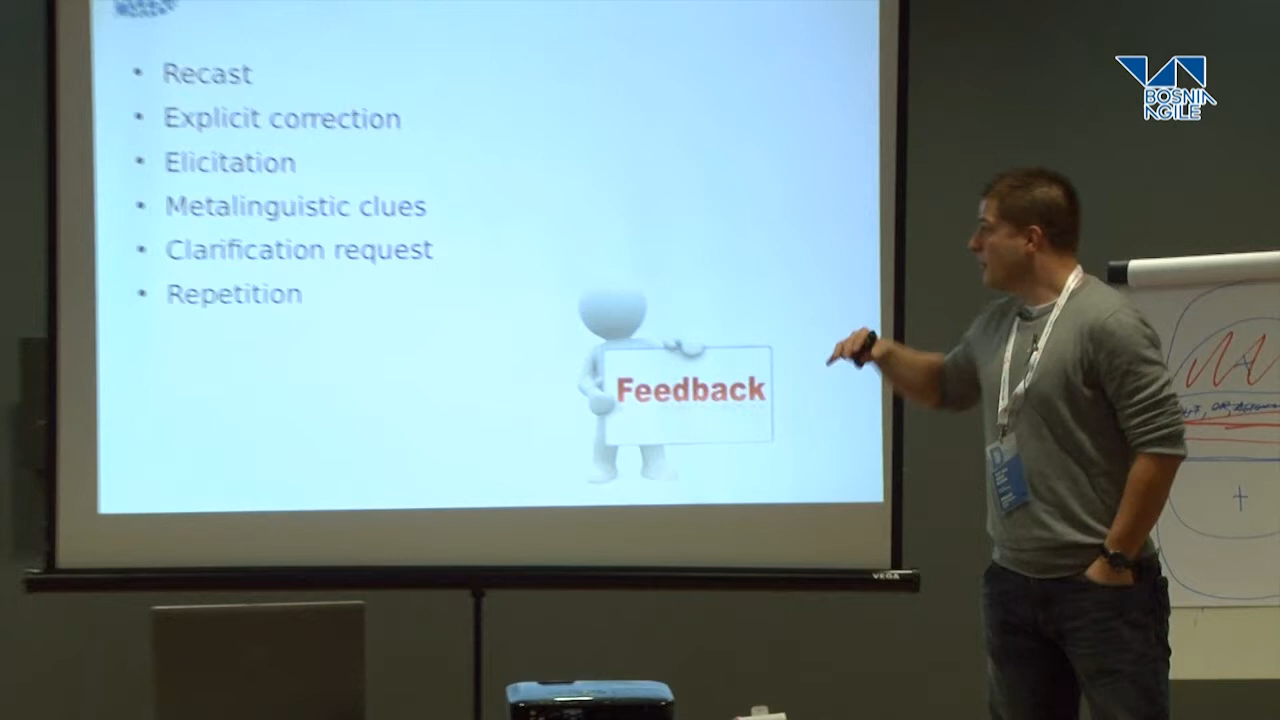 • Recast
• Explicit correction
• Elicitation
• Metalinguistic clues
• Clarification request
• Repetition
Feedback
BOSNIA
AGILE
VEGA